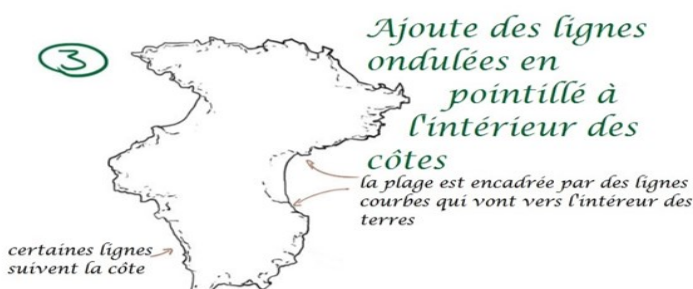 3
Ajoute des lignes
ondulées en
pointillé à
l'intérieur des
côtes
la plage est encadrée par des lignes
courbes qui vont vers l'intéreur des
terres
certaines lignes
suivent la côte